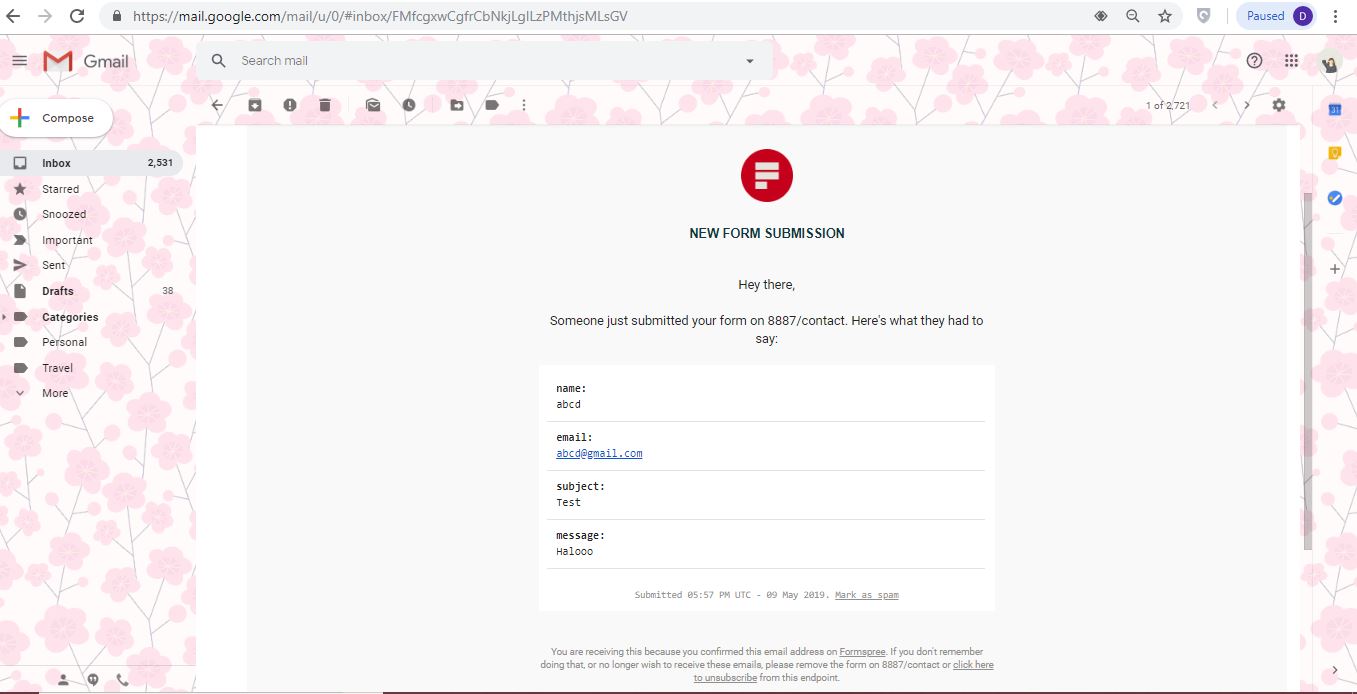 https://mail.google.com/mail/u/0/#inbox/FMfcgxwCgfrCbNkjLglLzPMthjsMLsGV
Paused D
Gmail
Search mail
1 of 2,721
31
Compose
Inbox 2,531
Starred
Snoozed
Important
Sent
Drafts 38
Categories
Personal
Travel
More
NEW FORM SUBMISSION
Hey there,
Someone just submitted your form on 8887/contact. Here's what they had to
say:
name:
abcd
email:
abcd@gmail.com
subject:
Test
message:
Halooo
Submitted 05:57 PM UTC - 09 May 2019. Mark as spam
You are receiving this because you confirmed this email address on Formspree. If you don't remember
doing that, or no longer wish to receive these emails, please remove the form on 8887/contact or click here
to unsubscribe from this endpoint.